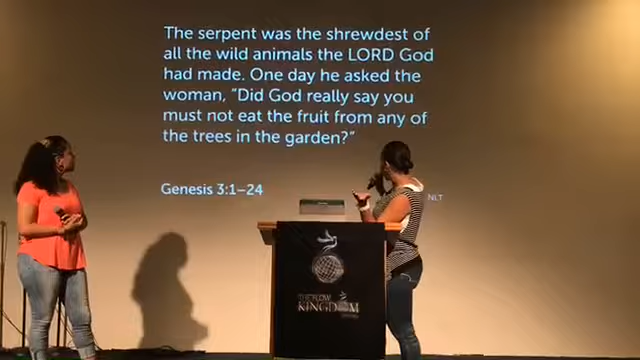 The serpent was the shrewdest of
all the wild animals the LORD God
had made. One day he asked the
woman, "Did God really say you
must not eat the fruit from any of
the trees in the garden?"
Genesis 3:1–24
NLT
THE FLOW
KINGDOM